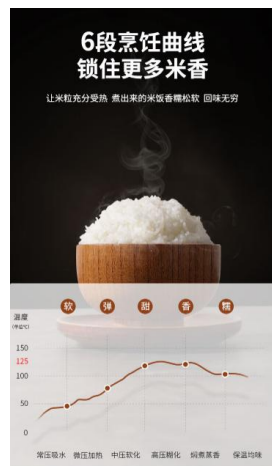 6段烹饪曲线
锁住更多米香
让米粒充分受热 煮出来的米饭香糯松软 回味无穷
软 弹 甜 香 糯
温度
(单位℃)
150
125
100
50
0
常压吸水 微压加热 中压软化 高压糊化 焖煮蒸香 保温均味